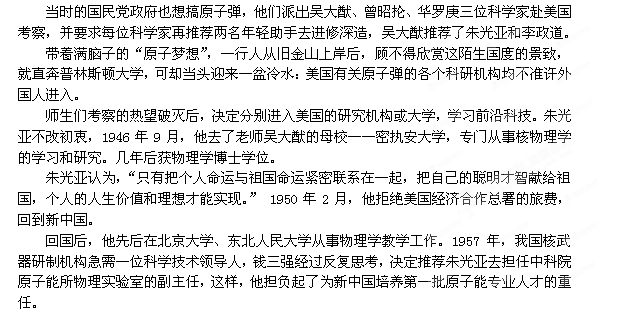 当时的国民党政府也想搞原子弹，他们派出吴大猷、曾昭抡、华罗庚三位科学家赴美国
考察，并要求每位科学家再推荐两名年轻助手去进修深造，吴大猷推荐了朱光亚和李政道。
带着满脑子的“原子梦想”，一行人从旧金山上岸后，顾不得欣赏这陌生国度的景致，
就直奔普林斯顿大学，可却当头迎来一盆冷水：美国有关原子弹的各个科研机构均不准许外
国人进入。
师生们考察的热望破灭后，决定分别进入美国的研究机构或大学，学习前沿科技。朱光
亚不改初衷，1946 年 9 月，他去了老师吴大猷的母校一一密执安大学，专门从事核物理学
的学习和研究。几年后获物理学博士学位。
朱光亚认为，“只有把个人命运与祖国命运紧密联系在一起，把自己的聪明才智献给祖
国，个人的人生价值和理想才能实现。” 1950 年 2 月，他拒绝美国经济合作总署的旅费，
回到新中国。
回国后，他先后在北京大学、东北人民大学从事物理学教学工作。1957 年，我国核武
器研制机构急需一位科学技术领导人，钱三强经过反复思考，决定推荐朱光亚去担任中科院
原子能所物理实验室的副主任，这样，他担负起了为新中国培养第一批原子能专业人才的重
任。